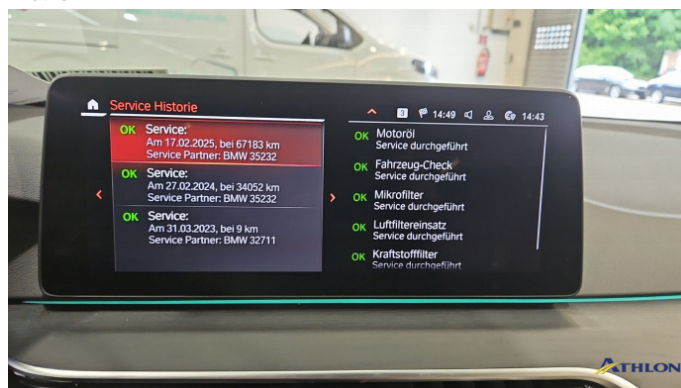 Service Historie
3
14:49
14:43
OK Service:
Am 17.02.2025, bei 67183 km
Service Partner: BMW 35232
OK Service:
Am 27.02.2024, bei 34052 km
Service Partner: BMW 35232
OK Service:
Am 31.03.2023, bei 9 km
Service Partner: BMW 32711
OK Motoröl
Service durchgeführt
OK Fahrzeug-Check
Service durchgeführt
OK Mikrofilter
Service durchgeführt
OK Luftfiltereinsatz
Service durchgeführt
OK Kraftstofffilter
Service durchgeführt
ATHLON